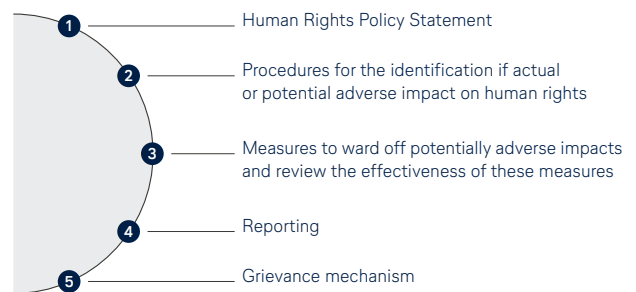 1 Human Rights Policy Statement
2 Procedures for the identification if actual
or potential adverse impact on human rights
3 Measures to ward off potentially adverse impacts
and review the effectiveness of these measures
4 Reporting
5 Grievance mechanism